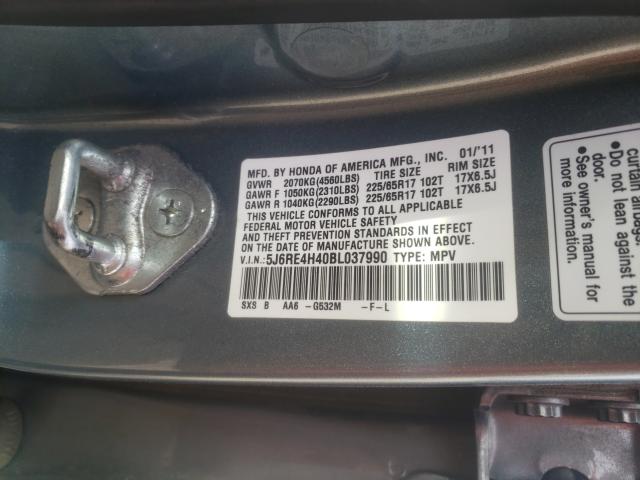 MFD. BY HONDA OF AMERICA MFG., INC. 01/'11
GVWR 2070KG(4560LBS) TIRE SIZE RIM SIZE
GAWR F 1050KG(2310LBS) 225/65R17 102T 17X6.5J
GAWR R 1040KG(2290LBS) 225/65R17 102T 17X6.5J
THIS VEHICLE CONFORMS TO ALL APPLICABLE
FEDERAL MOTOR VEHICLE SAFETY
AND THEFT PREVENTION STANDARDS IN EFFECT
ON THE DATE OF MANUFACTURE SHOWN ABOVE.
V.I.N.: 5J6RE4H40BL037990 TYPE: MPV
SXS B AA6 -G532M -F-L
curtain
•Do not lean against the
door.
•See owner's manual for
more information.